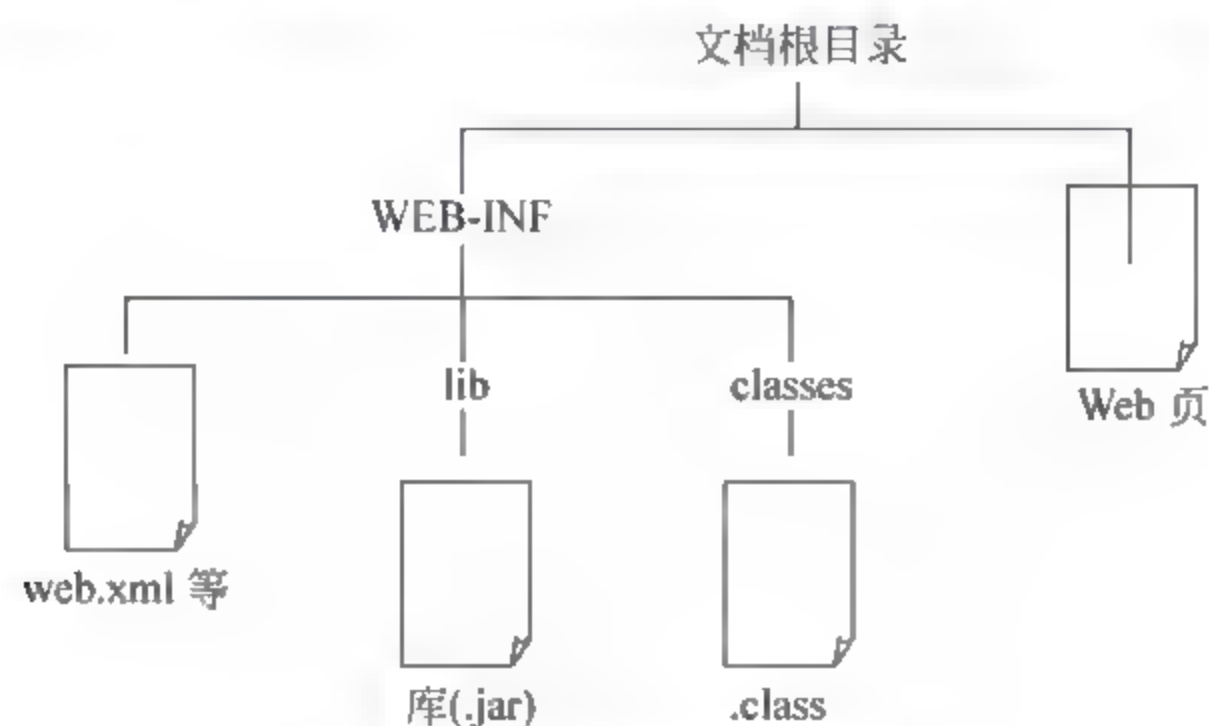 文档根目录
WEB-INF
lib
classes
Web 页
web.xml 等
库(.jar)
.class